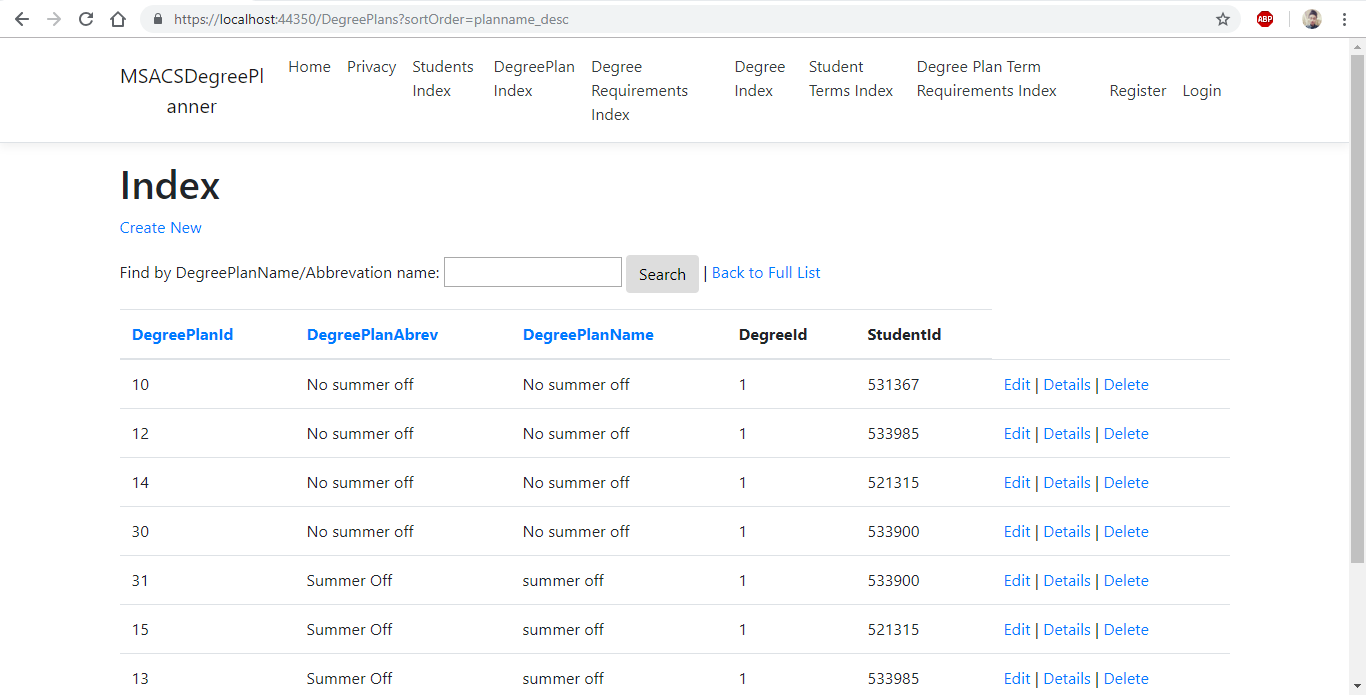 https://localhost:44350/DegreePlans?sortOrder=planname_desc
ABP
MSACSDegreePl
anner
Home
Privacy
Students
Index
DegreePlan
Index
Degree
Requirements
Index
Degree
Index
Student
Terms Index
Degree Plan Term
Requirements Index
Register
Login
Index
Create New
Find by DegreePlanName/Abbrevation name: Search | Back to Full List
DegreePlanId DegreePlanAbrev DegreePlanName DegreeId StudentId
10 No summer off No summer off 1 531367 Edit | Details | Delete
12 No summer off No summer off 1 533985 Edit | Details | Delete
14 No summer off No summer off 1 521315 Edit | Details | Delete
30 No summer off No summer off 1 533900 Edit | Details | Delete
31 Summer Off summer off 1 533900 Edit | Details | Delete
15 Summer Off summer off 1 521315 Edit | Details | Delete
13 Summer Off summer off 1 533985 Edit | Details | Delete